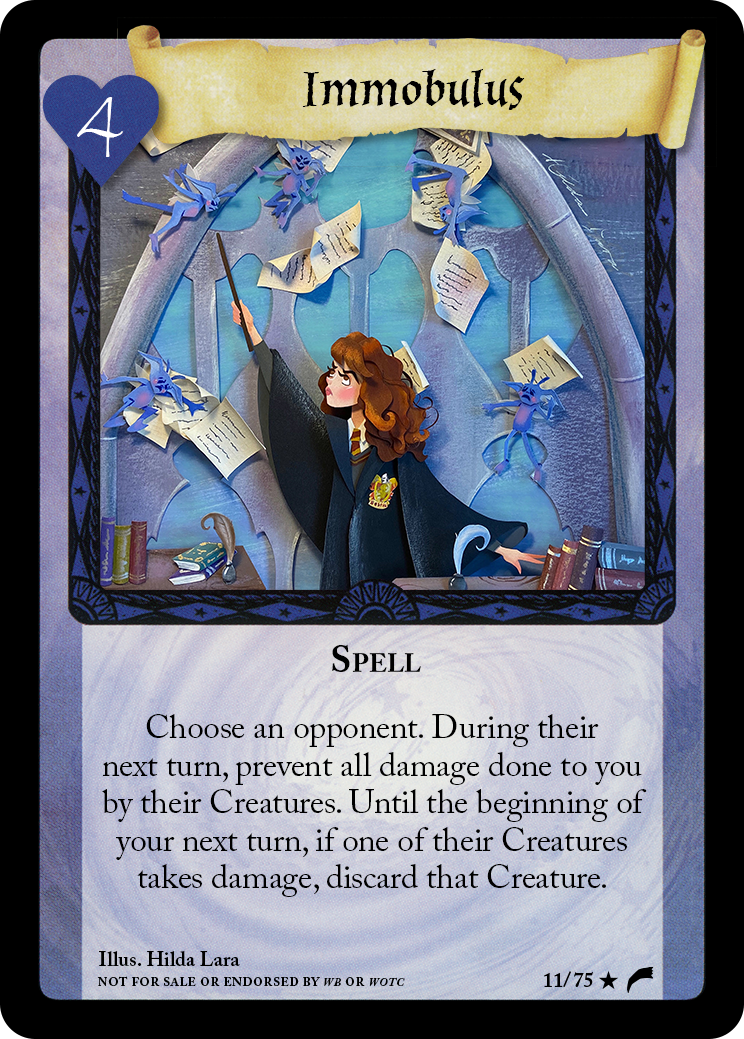 Immobulus
4
Hilda Lara
SPELL
Choose an opponent. During their
next turn, prevent all damage done to you
by their Creatures. Until the beginning of
your next turn, if one of their Creatures
takes damage, discard that Creature.
Illus. Hilda Lara
NOT FOR SALE OR ENDORSED BY WB OR WOTC
11/75 ★